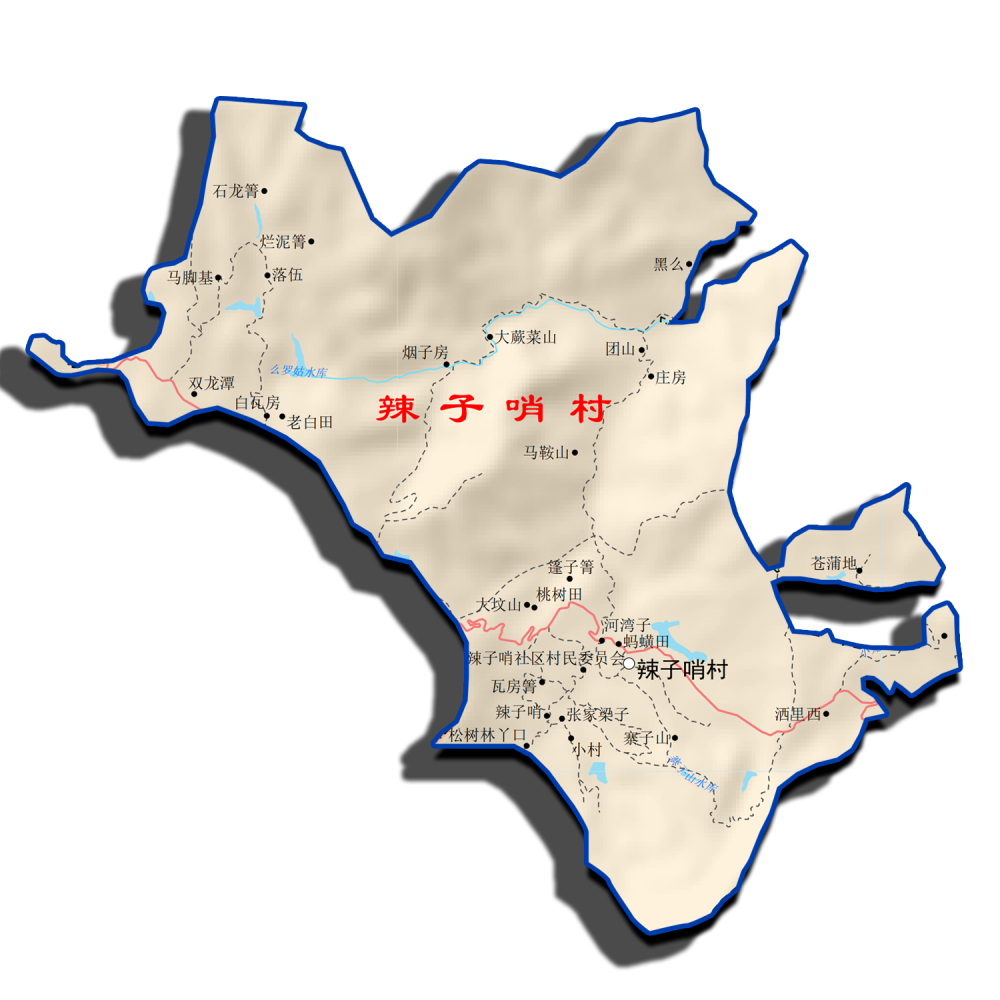 石龙箐
烂泥箐
黑么
马脚基
落伍
大蕨菜山
团山
烟子房
么罗姑水库
庄房
双龙潭
白瓦房
辣子哨村
老白田
马鞍山
苍蒲地
篷子箐
桃树田
大坟山
河湾子
蚂蟥田
辣子哨社区村民委员会
辣子哨村
瓦房箐
辣子哨
张家梁子
洒里西
松树林丫口
小村
寨子山